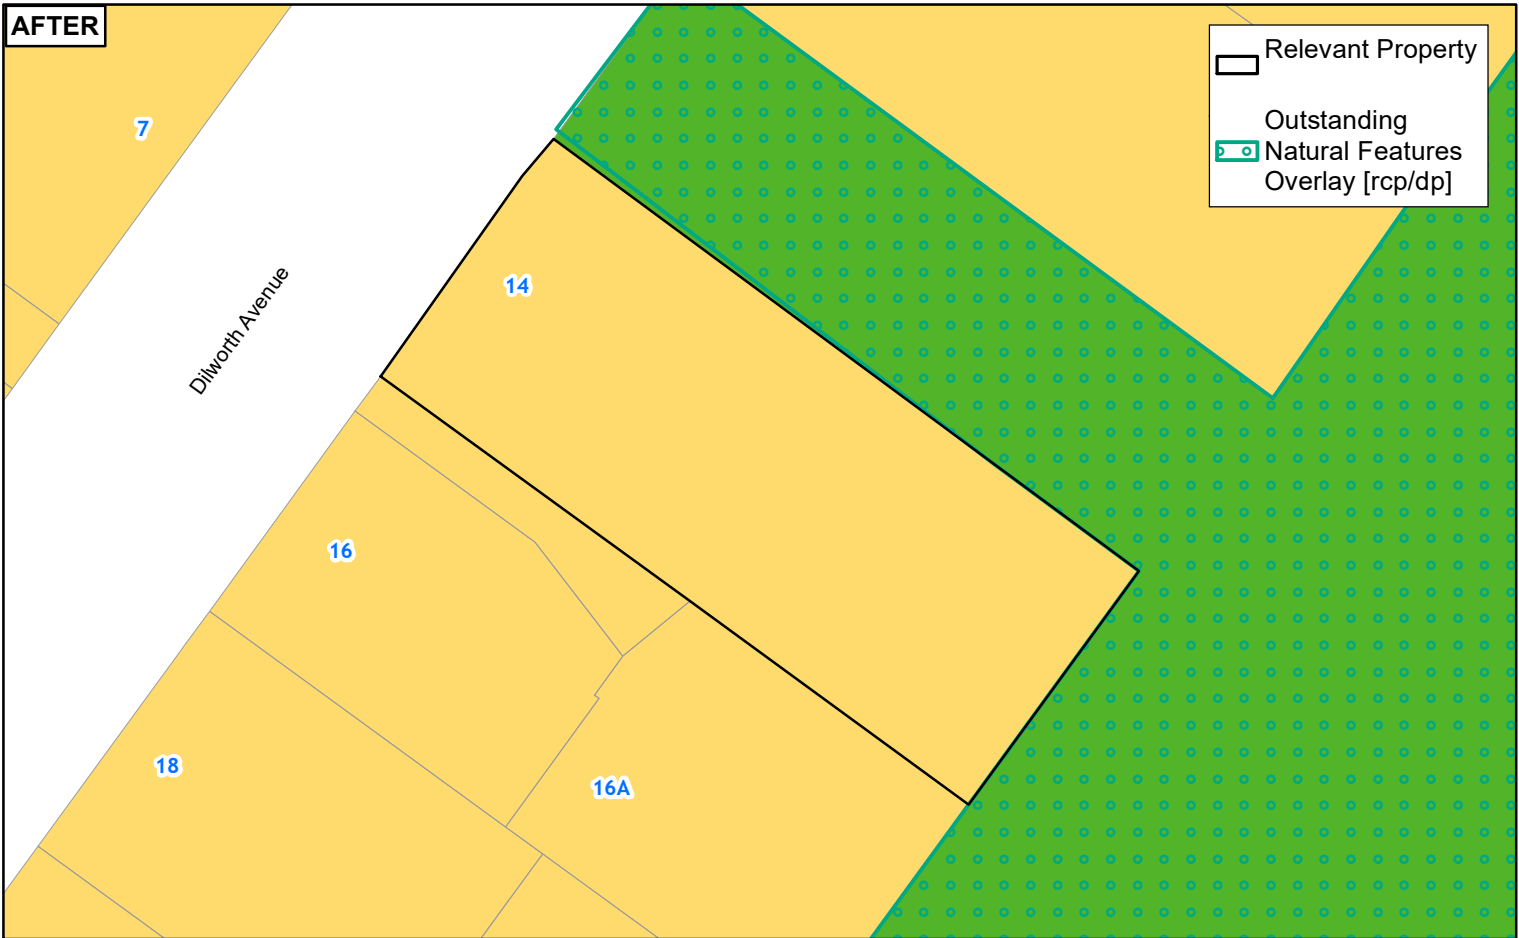 AFTER
Relevant Property
Outstanding
Natural Features
Overlay [rcp/dp]
7
14
Dilworth Avenue
16
18
16A